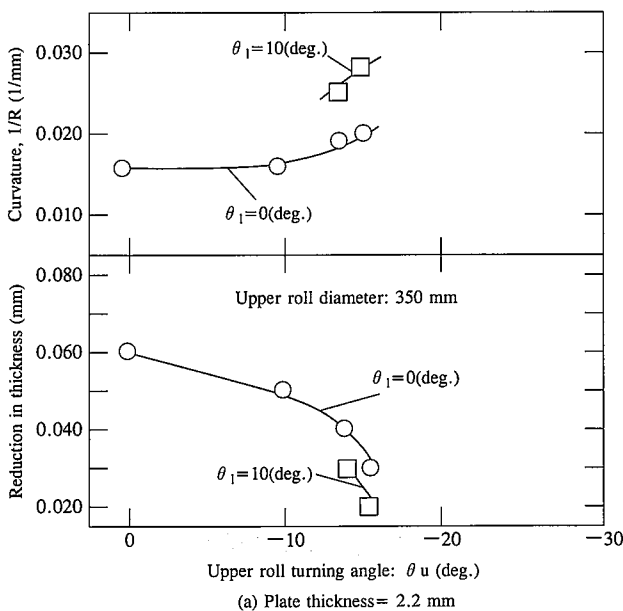 0.030
0.020
0.010
Curvature, 1/R (1/mm)
θ1=10(deg.)
θ1=0(deg.)
0.080
0.060
0.040
0.020
Reduction in thickness (mm)
Upper roll diameter: 350 mm
θ1=0(deg.)
θ1=10(deg.)
0 −10 −20 −30
Upper roll turning angle: θ u (deg.)
(a) Plate thickness= 2.2 mm